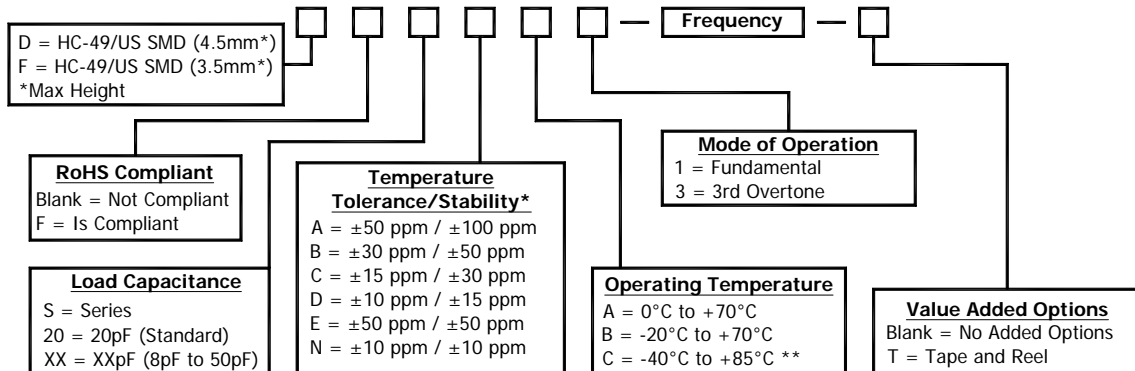 Frequency
D = HC-49/US SMD (4.5mm*)
F = HC-49/US SMD (3.5mm*)
*Max Height
RoHS Compliant
Blank = Not Compliant
F = Is Compliant
Load Capacitance
S = Series
20 = 20pF (Standard)
XX = XXpF (8pF to 50pF)
Temperature
Tolerance/Stability*
A = ±50 ppm / ±100 ppm
B = ±30 ppm / ±50 ppm
C = ±15 ppm / ±30 ppm
D = ±10 ppm / ±15 ppm
E = ±50 ppm / ±50 ppm
N = ±10 ppm / ±10 ppm
Mode of Operation
1 = Fundamental
3 = 3rd Overtone
Operating Temperature
A = 0°C to +70°C
B = -20°C to +70°C
C = -40°C to +85°C **
Value Added Options
Blank = No Added Options
T = Tape and Reel